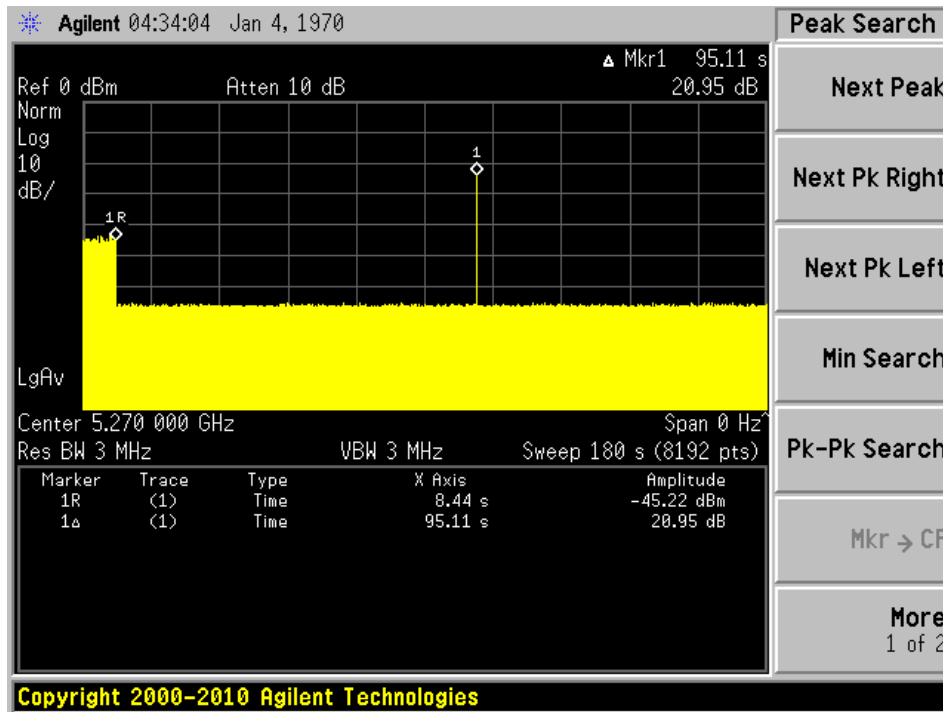 Agilent 04:34:04 Jan 4, 1970
Peak Search
Δ Mkr1 95.11 s
Ref 0 dBm Atten 10 dB 20.95 dB
Norm
Log
10
dB/
1
1R
LgAv
Center 5.270 000 GHz Span 0 Hz^
Res BW 3 MHz VBW 3 MHz Sweep 180 s (8192 pts)
Marker Trace Type X Axis Amplitude
1R (1) Time 8.44 s -45.22 dBm
1Δ (1) Time 95.11 s 20.95 dB
Next Peak
Next Pk Right
Next Pk Left
Min Search
Pk-Pk Search
Mkr → CF
More
1 of 2
Copyright 2000-2010 Agilent Technologies